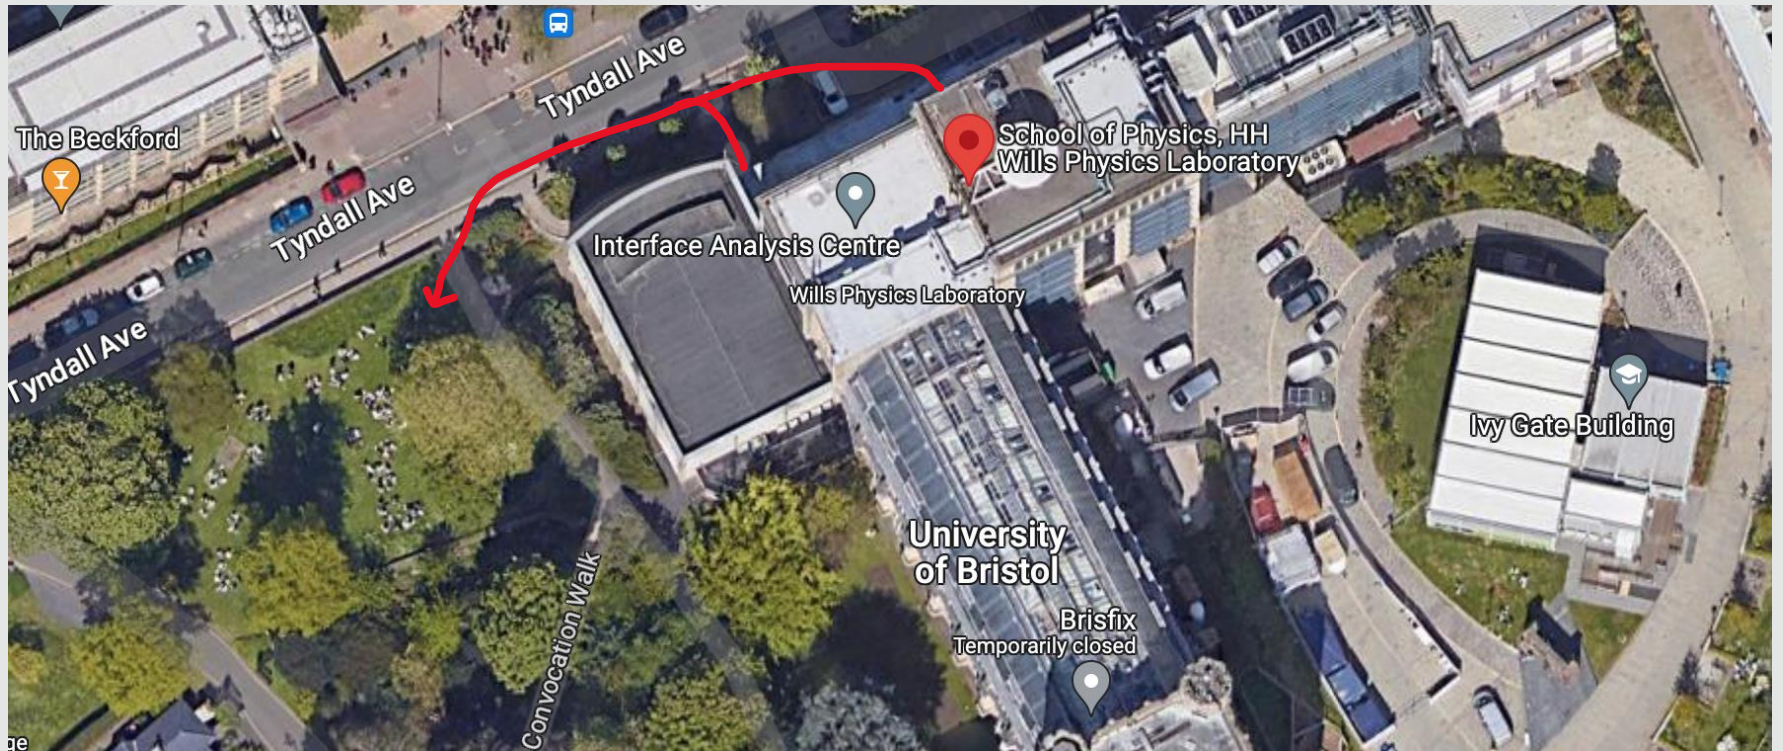 Tyndall Ave
The Beckford
School of Physics, HH
Wills Physics Laboratory
Tyndall Ave
Interface Analysis Centre
Wills Physics Laboratory
Tyndall Ave
Ivy Gate Building
University
of Bristol
Convocation Walk
Brisfix
Temporarily closed
ge